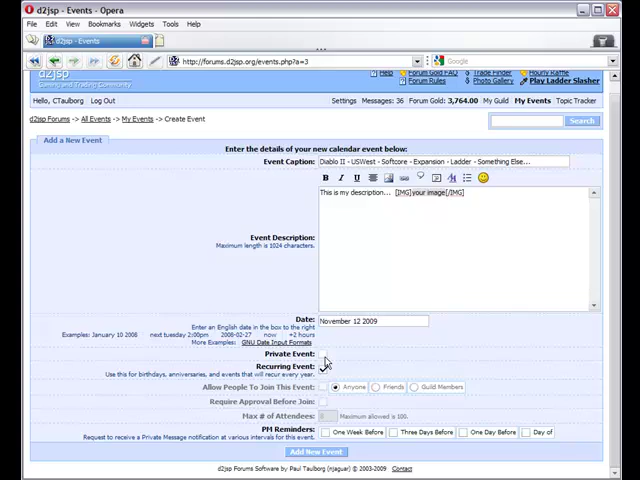 d2jsp - Events - Opera
File Edit View Bookmarks Widgets Tools Help
d2jsp - Events
http://forums.d2jsp.org/events.php?a=3
Google
d2jsp
Gaming and Trading Community
Help Forum Gold FAQ Trade Finder Hourly Raffle
Forum Rules Photo Gallery Play Ladder Slasher
Hello, CTaulborg Log Out Settings Messages: 36 Forum Gold: 3,764.00 My Guild My Events Topic Tracker
d2jsp Forums -> All Events -> My Events -> Create Event Search
Add a New Event
Enter the details of your new calendar event below:
Event Caption: Diablo II - USWest - Softcore - Expansion - Ladder - Something Else...
B I U
This is my description... [IMG]your image[/IMG]
Event Description:
Maximum length is 1024 characters.
Date: November 12 2009
Enter an English date in the box to the right
Examples: January 10 2008 next tuesday 2:00pm 2008-02-27 now +2 hours
More Examples: GNU Date Input Formats
Private Event:
Recurring Event:
Use this for birthdays, anniversaries, and events that will recur every year.
Allow People To Join This Event: Anyone Friends Guild Members
Require Approval Before Join:
Max # of Attendees: Maximum allowed is 100.
PM Reminders: One Week Before Three Days Before One Day Before Day of
Request to receive a Private Message notification at various intervals for this event.
Add New Event
d2jsp Forums Software by Paul Taulborg (njaguar) © 2003-2009 Contact